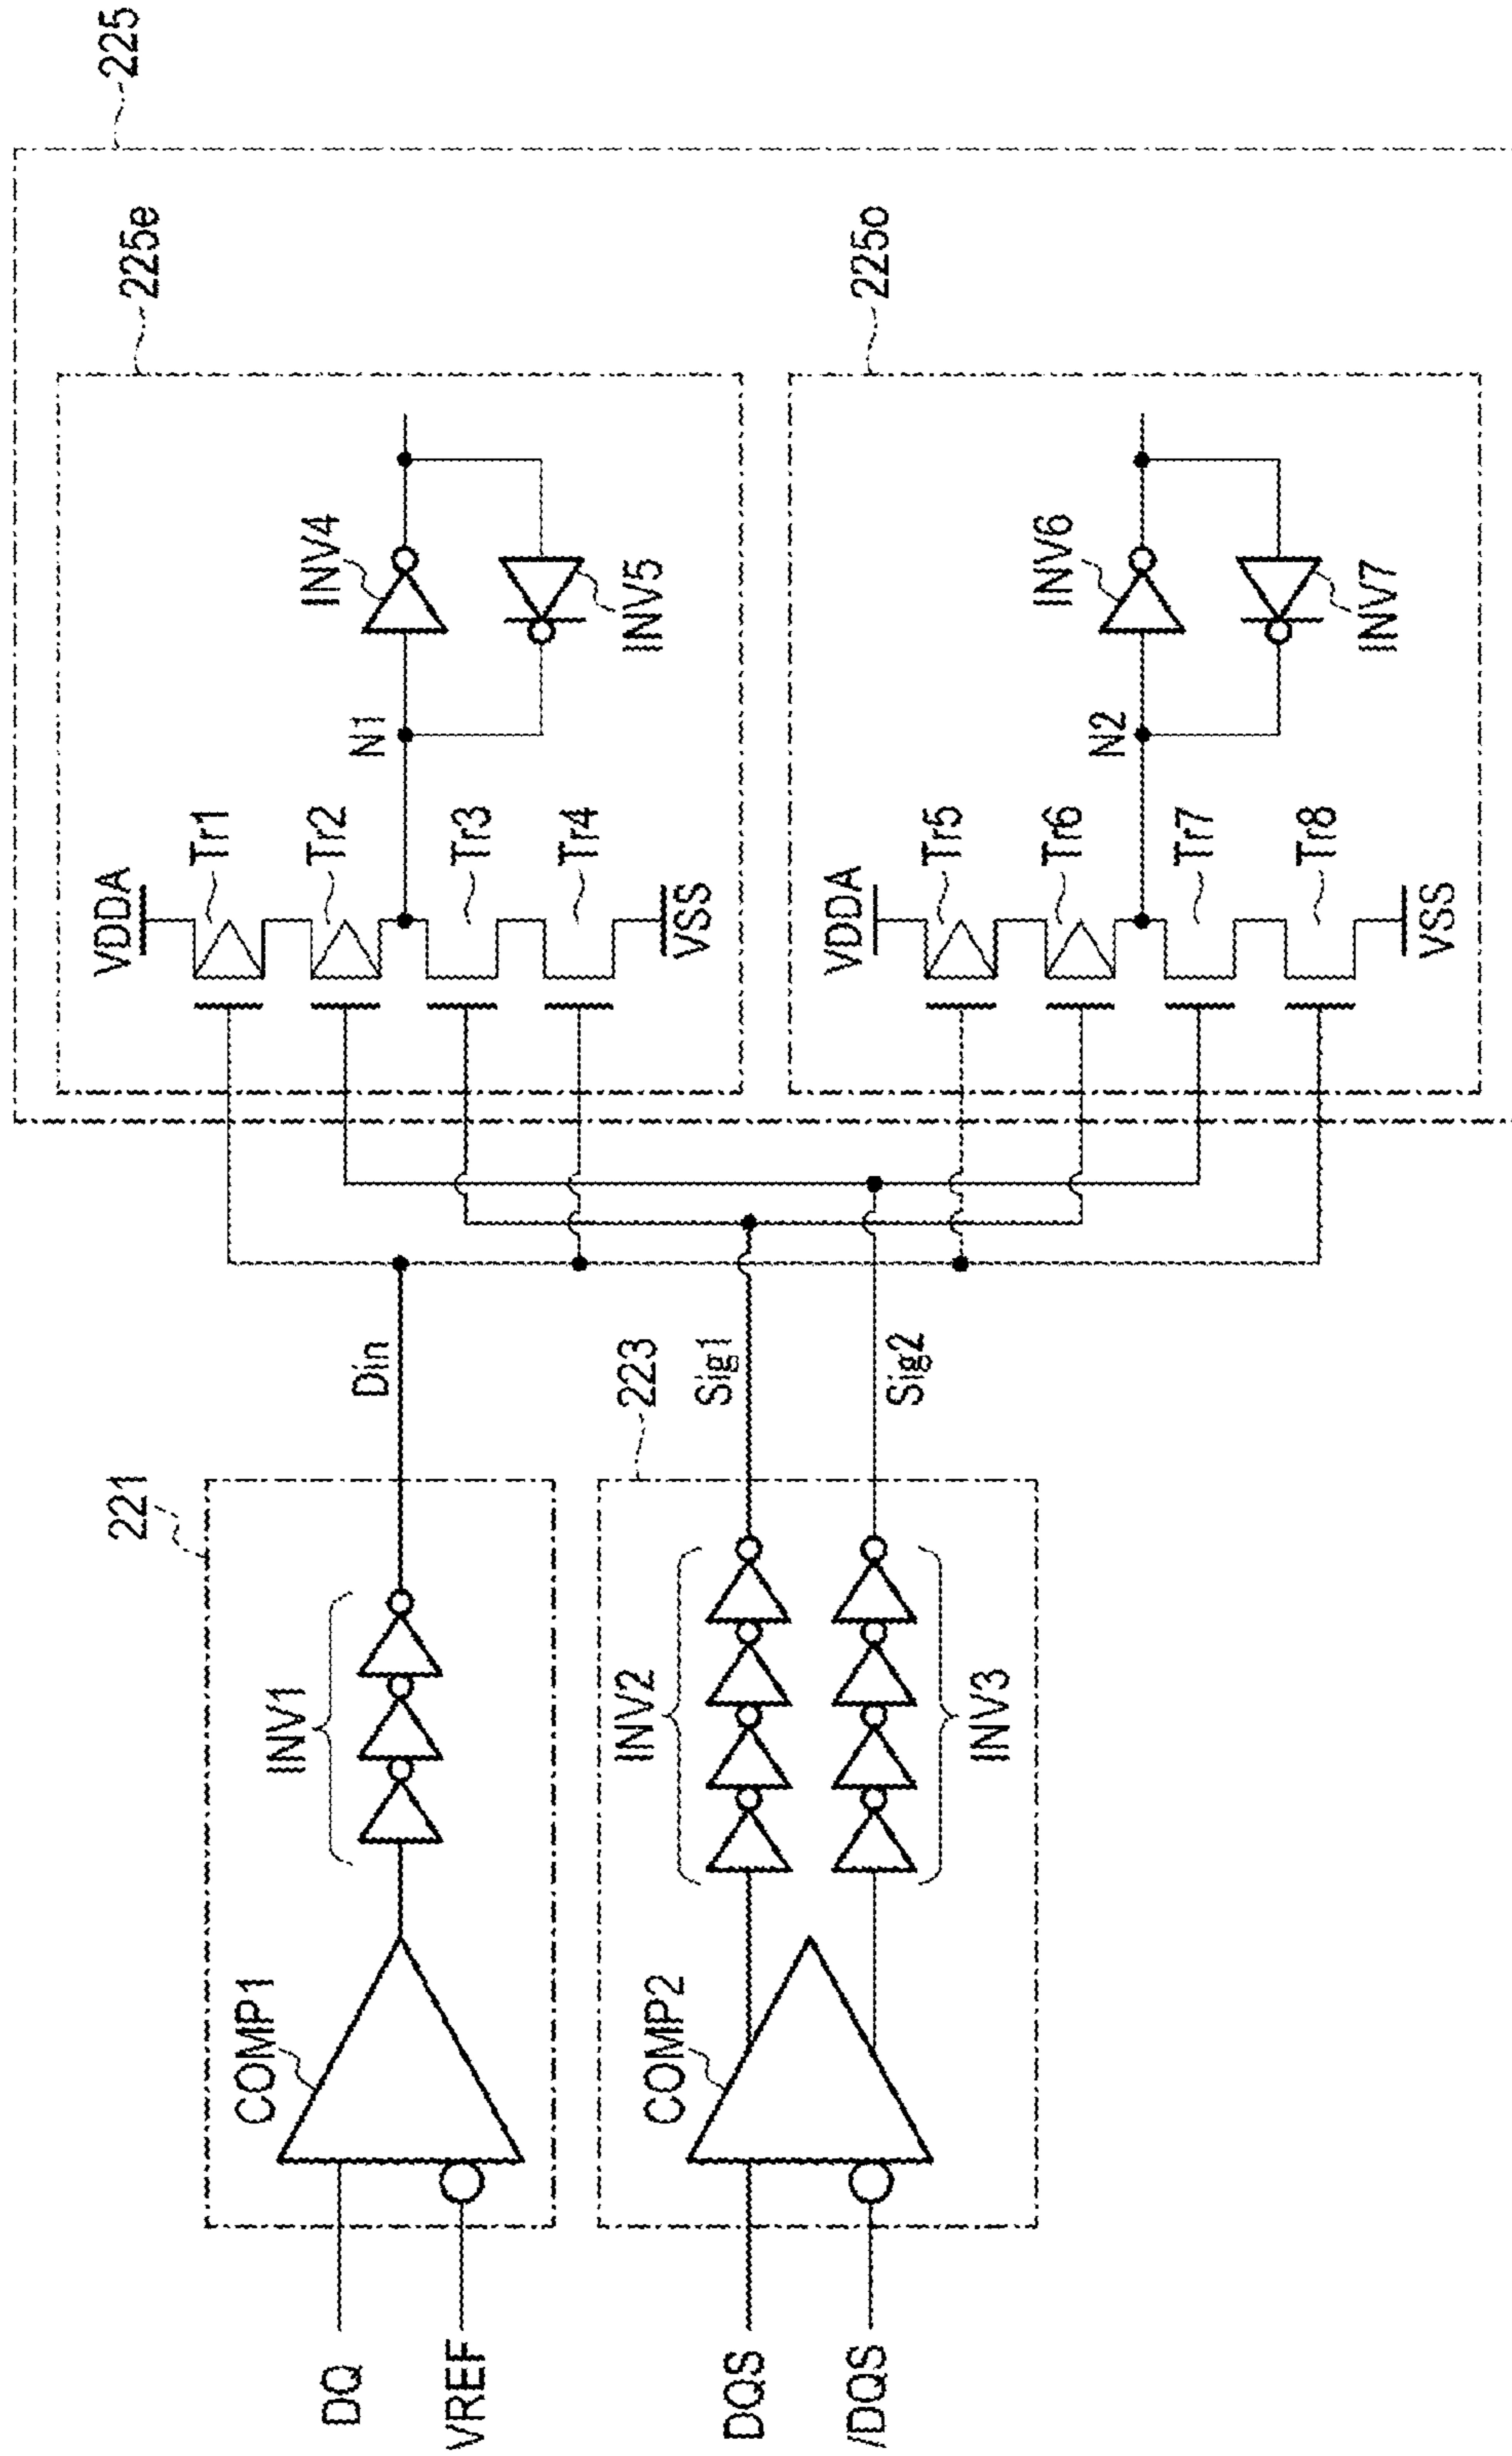 225
225e
VDDA
Tr1
Tr2
Tr3
Tr4
VSS
N1
INV4
INV5
225o
VDDA
Tr5
Tr6
Tr7
Tr8
VSS
N2
INV6
INV7
221
DQ
VREF
COMP1
INV1
Din
223
DQS
/DQS
COMP2
INV2
INV3
Sig1
Sig2